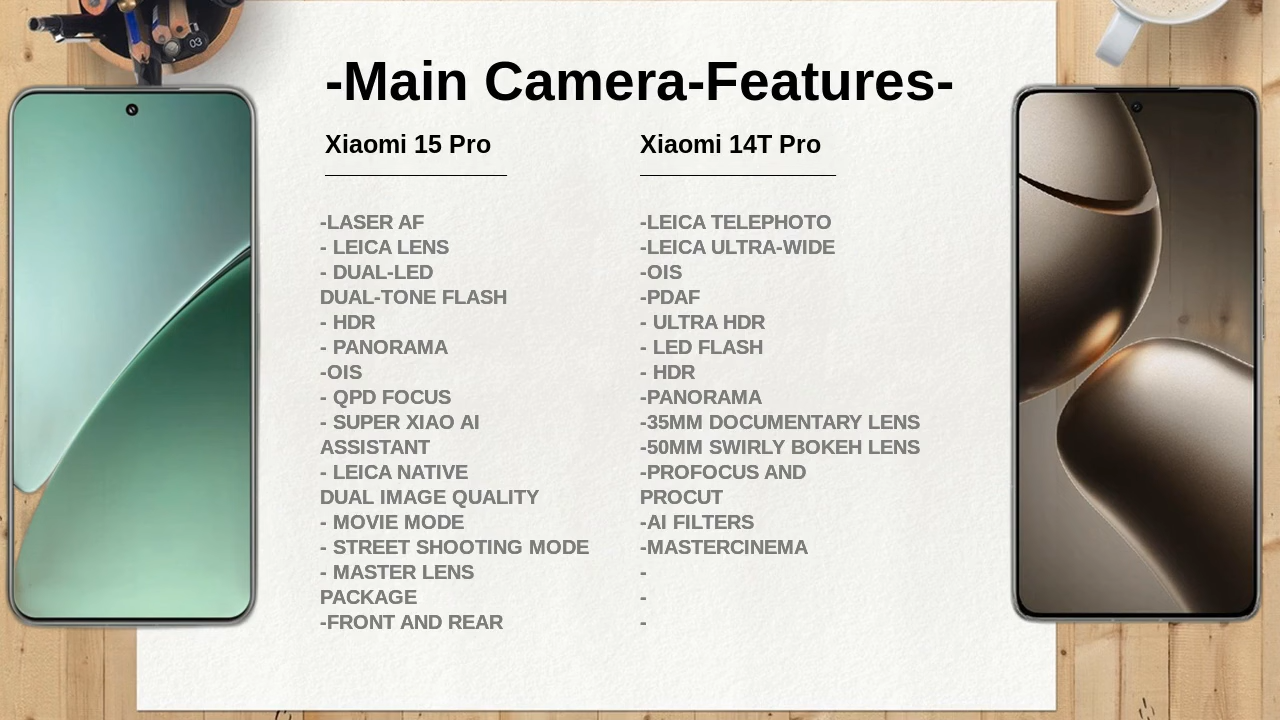 03
-Main Camera-Features-
Xiaomi 15 Pro
-LASER AF
- LEICA LENS
- DUAL-LED
DUAL-TONE FLASH
- HDR
- PANORAMA
-OIS
- QPD FOCUS
- SUPER XIAO AI
ASSISTANT
- LEICA NATIVE
DUAL IMAGE QUALITY
- MOVIE MODE
- STREET SHOOTING MODE
- MASTER LENS
PACKAGE
-FRONT AND REAR
Xiaomi 14T Pro
-LEICA TELEPHOTO
-LEICA ULTRA-WIDE
-OIS
-PDAF
- ULTRA HDR
- LED FLASH
- HDR
-PANORAMA
-35MM DOCUMENTARY LENS
-50MM SWIRLY BOKEH LENS
-PROFOCUS AND
PROCUT
-AI FILTERS
-MASTERCINEMA
-
-
-